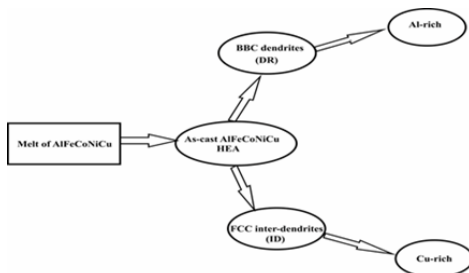 Al-rich
BBC dendrites
(DR)
As-cast AlFeCoNiCu
HEA
Melt of AlFeCoNiCu
FCC inter-dendrites
(ID)
Cu-rich